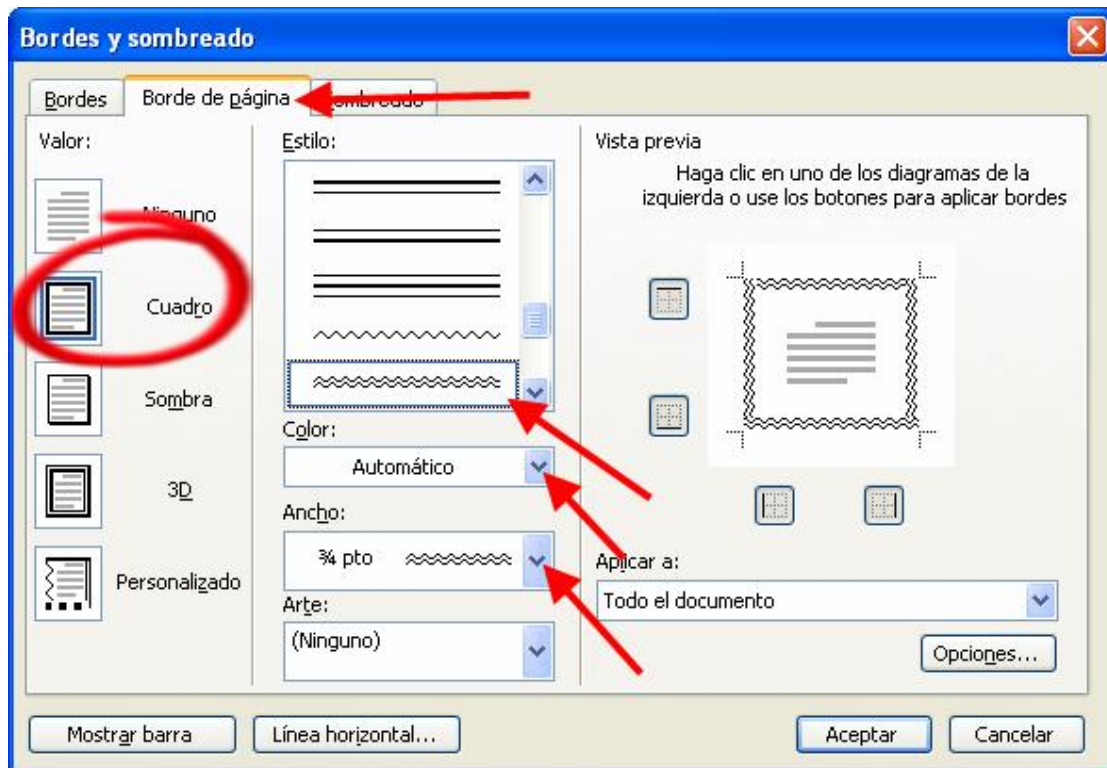 Bordes y sombreado
Bordes
Borde de página
Sombreado
Valor:
Ninguno
Cuadro
Sombra
3D
Personalizado
Estilo:
Color:
Automático
Ancho:
¾ pto
Arte:
(Ninguno)
Vista previa
Haga clic en uno de los diagramas de la
izquierda o use los botones para aplicar bordes
Aplicar a:
Todo el documento
Opciones...
Mostrar barra
Línea horizontal...
Aceptar
Cancelar